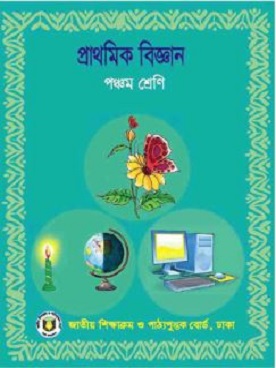 প্রাথমিক বিজ্ঞান
পঞ্চম শ্রেণি
জাতীয় শিক্ষাক্রম ও পাঠ্যপুস্তক বোর্ড, ঢাকা